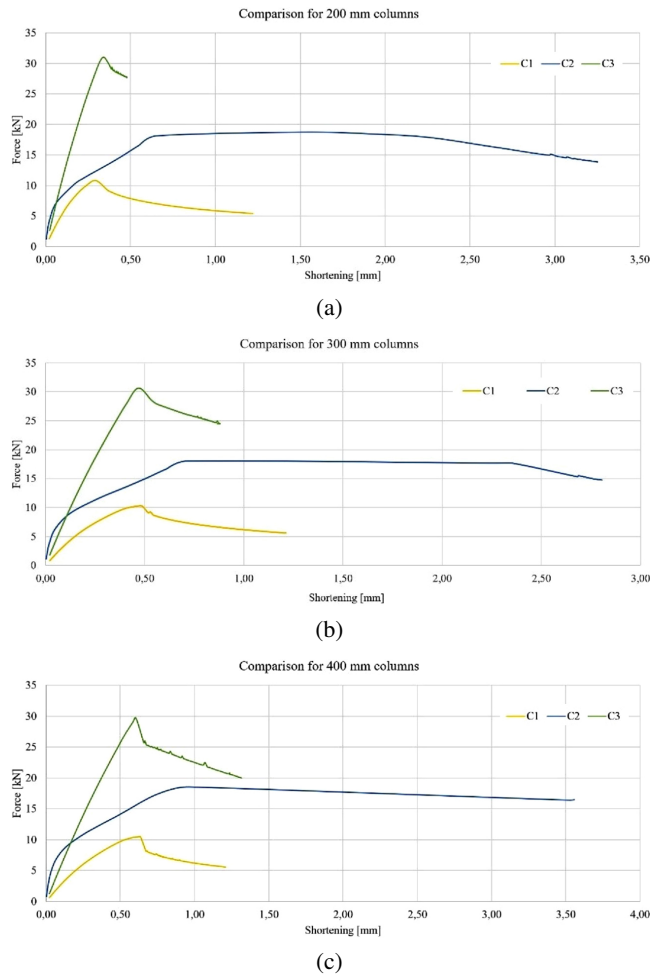 Comparison for 200 mm columns
35
30
25
20
15
10
5
0
Force [kN]
C1 C2 C3
0,00 0,50 1,00 1,50 2,00 2,50 3,00 3,50
Shortening [mm]
(a)
Comparison for 300 mm columns
35
30
25
20
15
10
5
0
Force [kN]
C1 C2 C3
0,00 0,50 1,00 1,50 2,00 2,50 3,00
Shortening [mm]
(b)
Comparison for 400 mm columns
35
30
25
20
15
10
5
0
Force [kN]
C1 C2 C3
0,00 0,50 1,00 1,50 2,00 2,50 3,00 3,50 4,00
Shortening [mm]
(c)